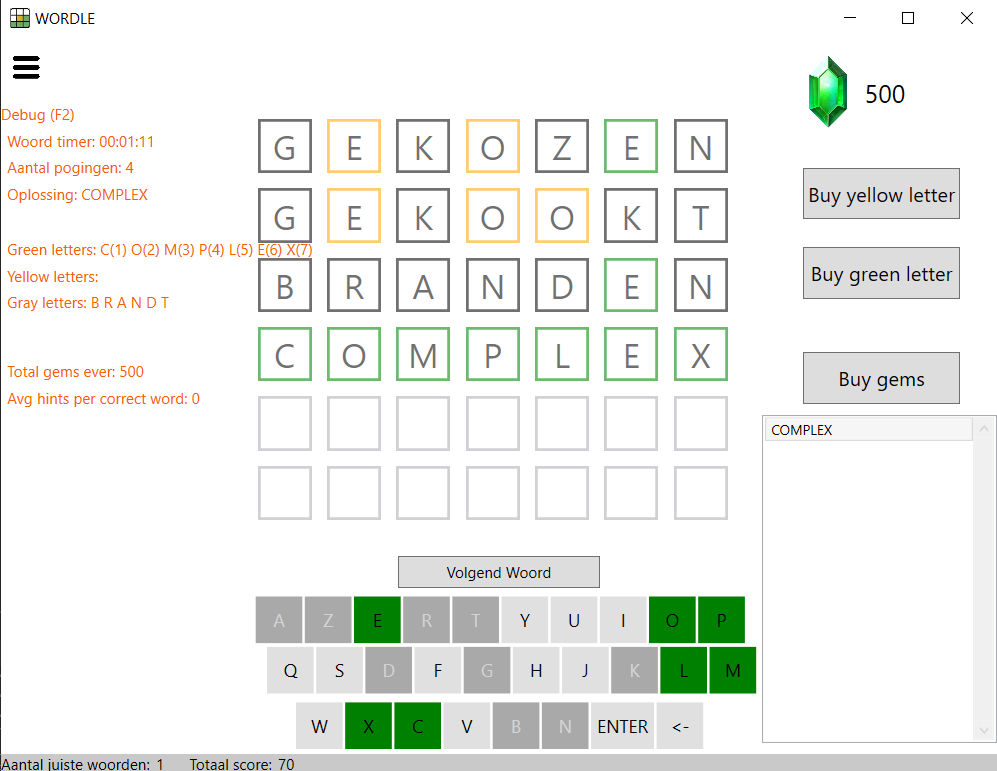 WORDLE
500
Debug (F2)
Woord timer: 00:01:11
Aantal pogingen: 4
Oplossing: COMPLEX
Green letters: C(1) O(2) M(3) P(4) L(5) E(6) X(7)
Yellow letters:
Gray letters: B R A N D T
Total gems ever: 500
Avg hints per correct word: 0
G E K O Z E N
G E K O O K T
B R A N D E N
C O M P L E X
Buy yellow letter
Buy green letter
Buy gems
COMPLEX
Volgend Woord
A Z E R T Y U I O P
Q S D F G H J K L M
W X C V B N ENTER <-
Aantal juiste woorden: 1 Totaal score: 70